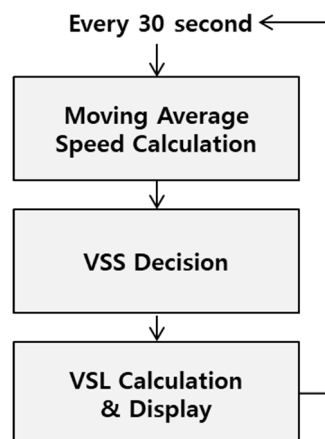 Every 30 second
Moving Average
Speed Calculation
VSS Decision
VSL Calculation
& Display